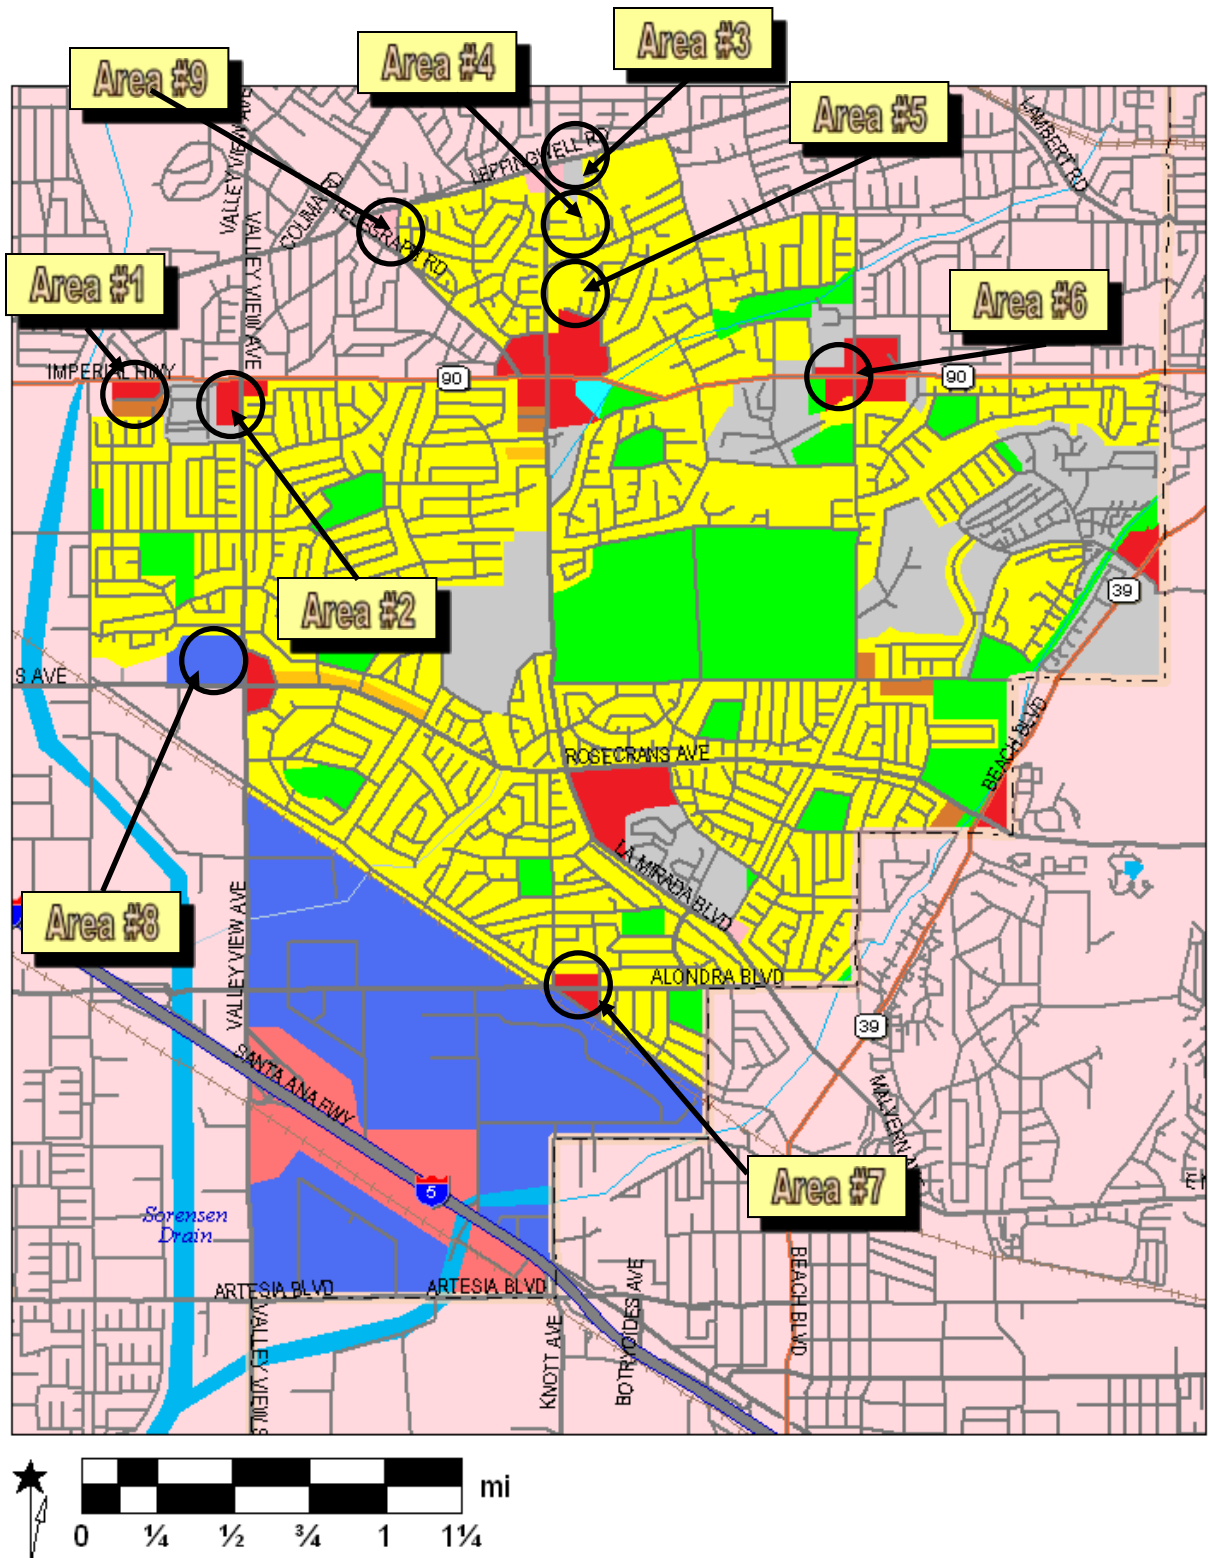 Area #3
Area #4
Area #9
Area #5
LAMBERT RD
VALLEY VIEW AVE
LEFFINGWELL RD
COLIMA
TELEGRAPH RD
VALLEY VIEW AVE
Area #1
Area #6
IMPERIAL HWY
90
90
39
Area #2
S AVE
BEACH BLVD
ROSECRANS AVE
LA MIRADA BLVD
Area #8
VALLEY VIEW AVE
ALONDRA BLVD
39
SANTA ANA FWY
MALVERN
Area #7
5
Sorensen
Drain
ARTESIA BLVD
ARTESIA BLVD
BEACH BLVD
KNOTT AVE
BOTRYOIDES AVE
VALLEY VIEW S
mi
0 ¼ ½ ¾ 1 1¼